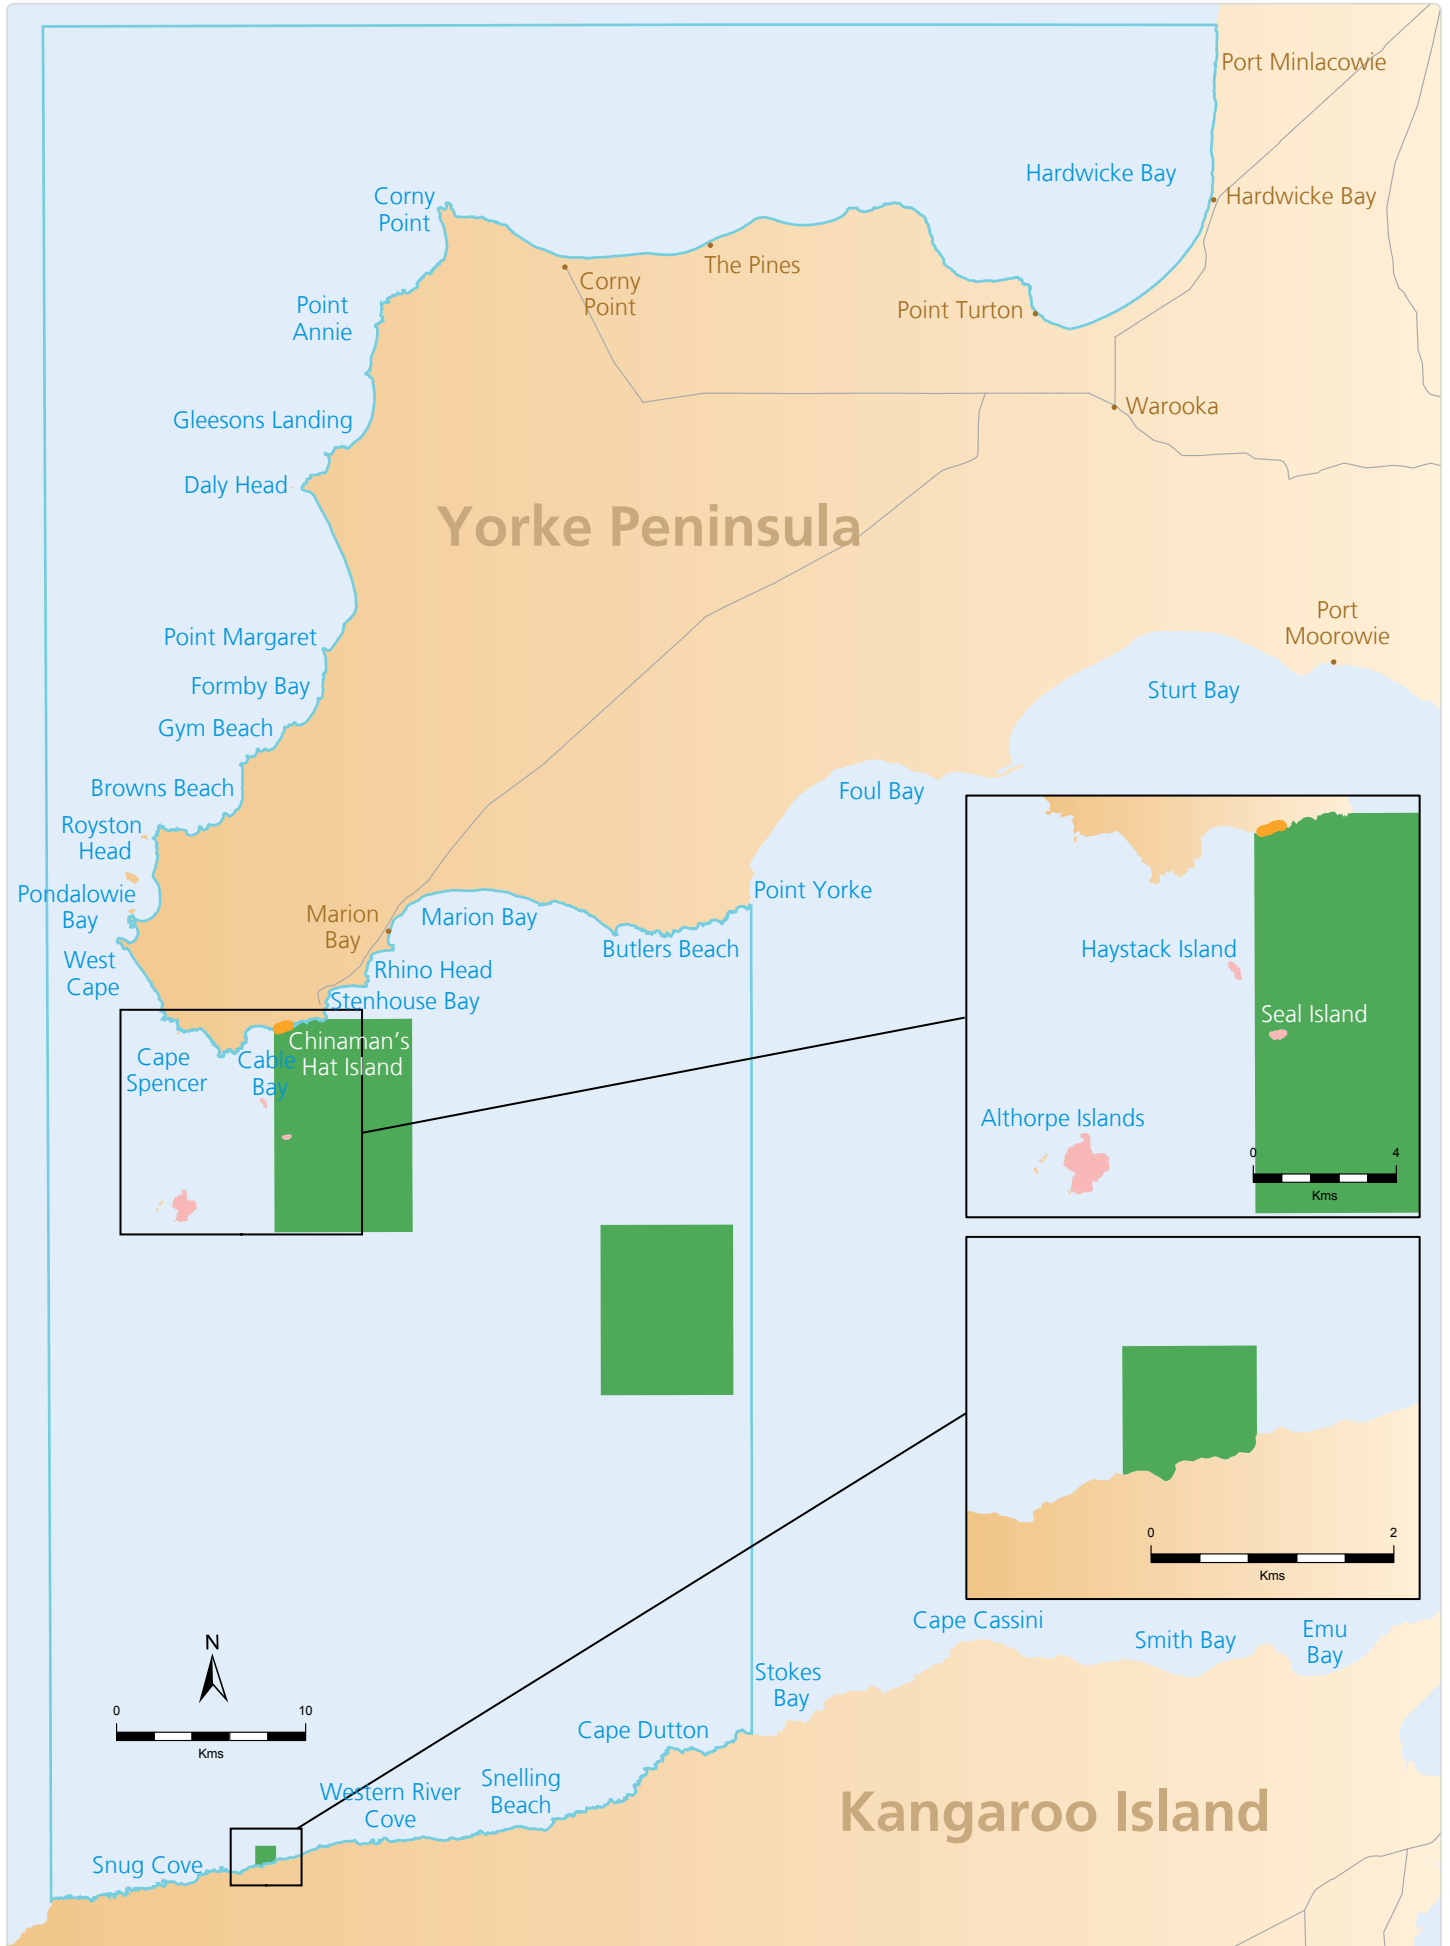 Port Minlacowie
Hardwicke Bay
Hardwicke Bay
Corny
Point
The Pines
Corny
Point
Point
Annie
Point Turton
Warooka
Gleesons Landing
Daly Head
Yorke Peninsula
Port
Moorowie
Point Margaret
Formby Bay
Sturt Bay
Gym Beach
Browns Beach
Foul Bay
Royston
Head
Pondalowie
Bay
Point Yorke
Marion
Bay
Marion Bay
Butlers Beach
West
Cape
Rhino Head
Stenhouse Bay
Haystack Island
Seal Island
Chinaman's
Hat Island
Cape
Spencer
Cable
Bay
Althorpe Islands
0 4
Kms
0 2
Kms
Cape Cassini
Smith Bay
Emu
Bay
N
0 10
Kms
Stokes
Bay
Cape Dutton
Snelling
Beach
Western River
Cove
Kangaroo Island
Snug Cove